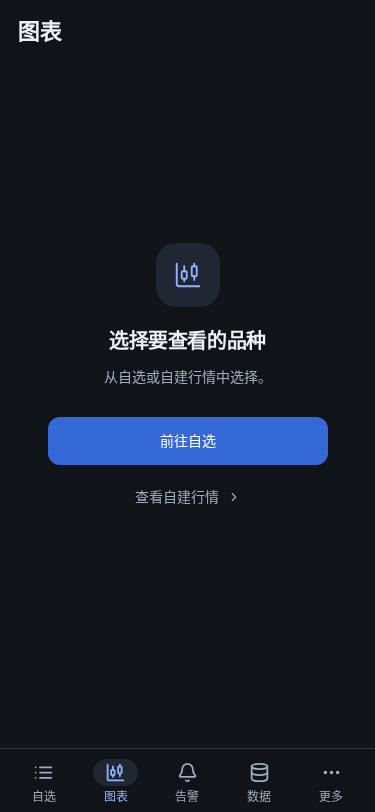 图表
选择要查看的品种
从自选或自建行情中选择。
前往自选
查看自建行情
自选
图表
告警
数据
更多